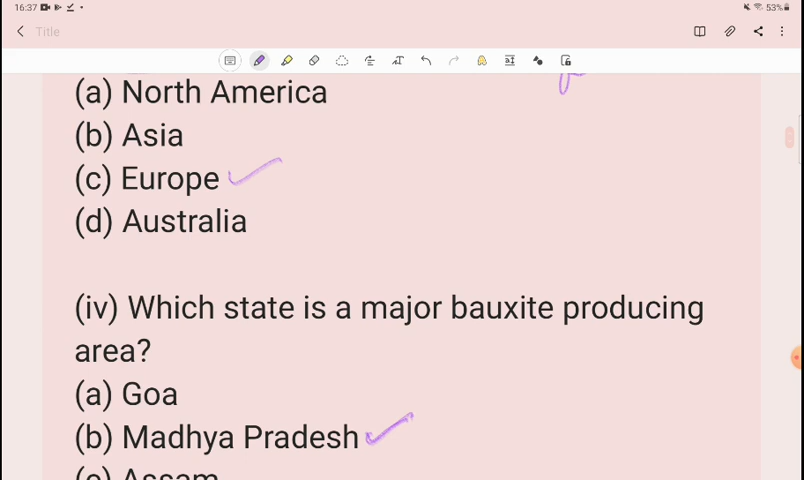 16:37
53%
Title
(a) North America
(b) Asia
(c) Europe
(d) Australia
(iv) Which state is a major bauxite producing
area?
(a) Goa
(b) Madhya Pradesh
(c) Assam